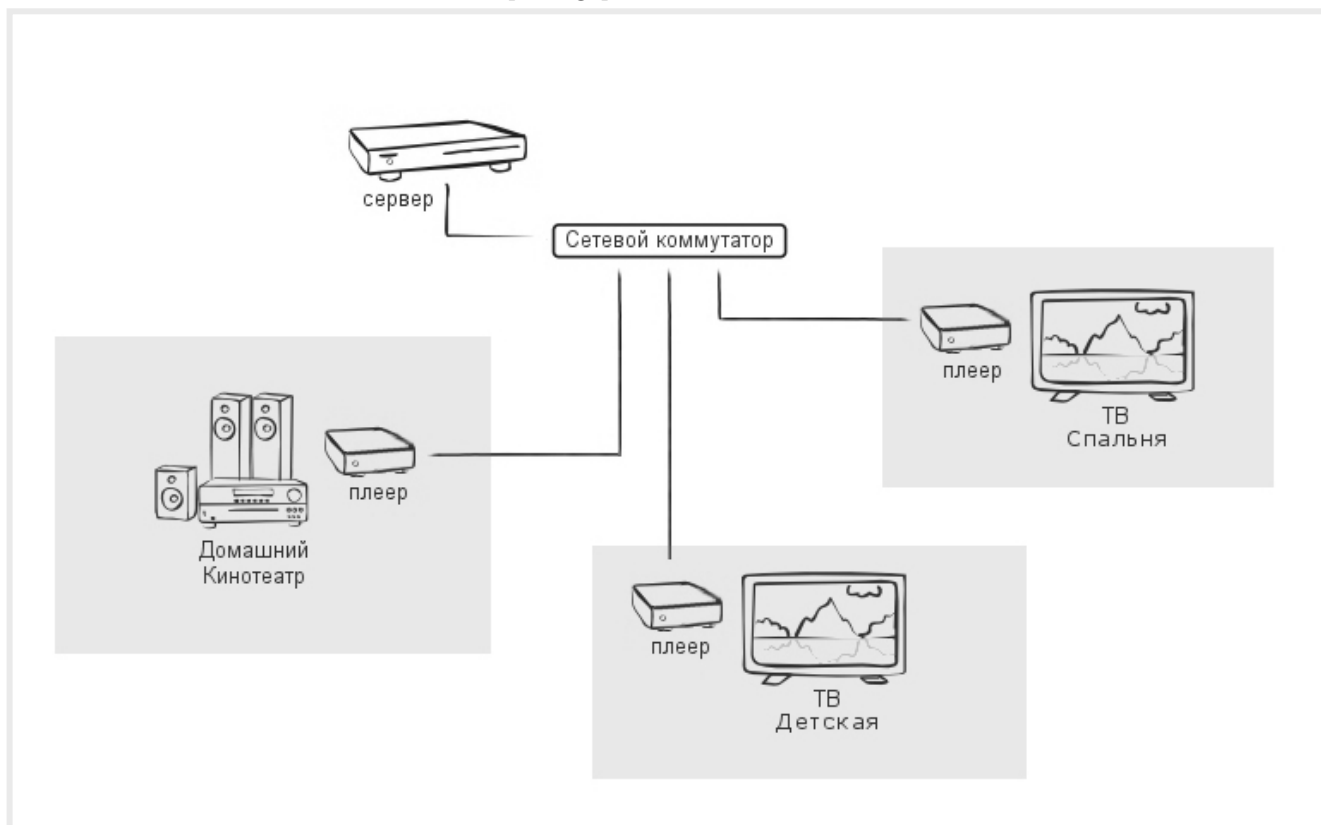 сервер
Сетевой коммутатор
плеер
ТВ
Спальня
плеер
Домашний
Кинотеатр
плеер
ТВ
Детская